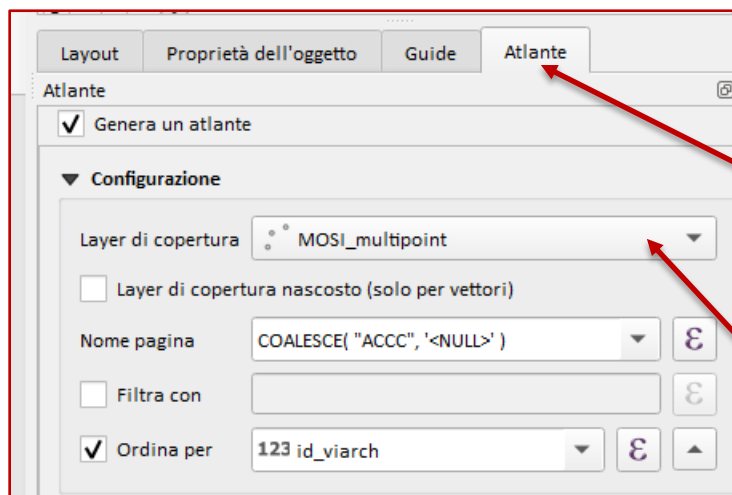 Layout Proprietà dell'oggetto Guide Atlante
Atlante
Genera un atlante
Configurazione
Layer di copertura MOSI_multipoint
Layer di copertura nascosto (solo per vettori)
Nome pagina COALESCE( "ACCC", '<NULL>' ) ε
Filtra con ε
Ordina per 123 id_viarch ε